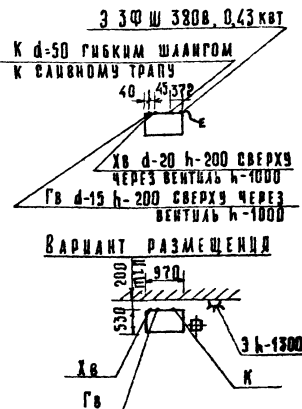 Э 3Ф Ш 380В, 0,43 КВТ
К d=50 ГИБКИМ ШЛАНГОМ
К СЛИВНОМУ ТРАПУ
40 45 372
Е
ХВ d-20 h-200 СВЕРХУ
ЧЕРЕЗ ВЕНТИЛЬ h-1000
ГВ d-15 h-200 СВЕРХУ ЧЕРЕЗ
ВЕНТИЛЬ h-1000
ВАРИАНТ РАЗМЕЩЕНИЯ
200
min
970
530
Э h-1300
ХВ
К
ГВ